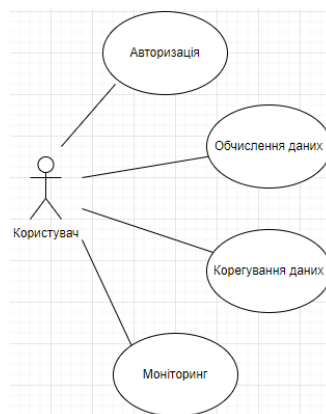 Авторизація
Обчислення даних
Користувач
Корегування даних
Моніторинг